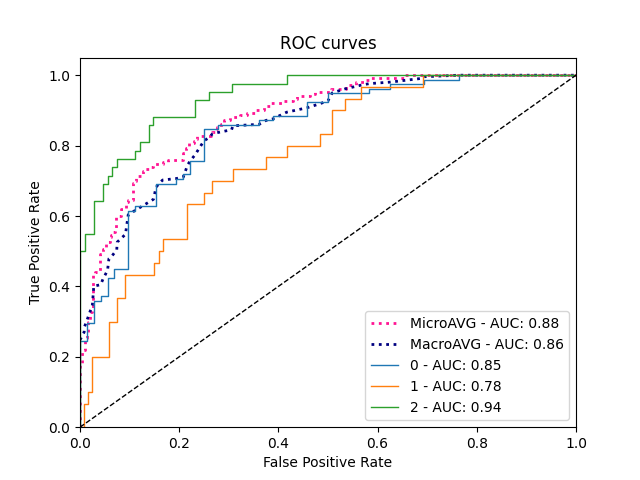 ROC curves
True Positive Rate
1.0
0.8
0.6
0.4
0.2
0.0
MicroAVG - AUC: 0.88
MacroAVG - AUC: 0.86
0 - AUC: 0.85
1 - AUC: 0.78
2 - AUC: 0.94
0.0 0.2 0.4 0.6 0.8 1.0
False Positive Rate